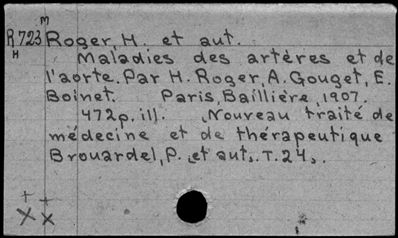 M
R 723 Roger, H. et aut.
H
Maladies des artères et de
l'aorte. Par H. Roger, A. Gouget, E.
Boinet. Paris, Baillière, 1907.
472p. ill. Nouveau traité de
médecine et de thérapeutique
Brouardel, P. et aut. T. 24.